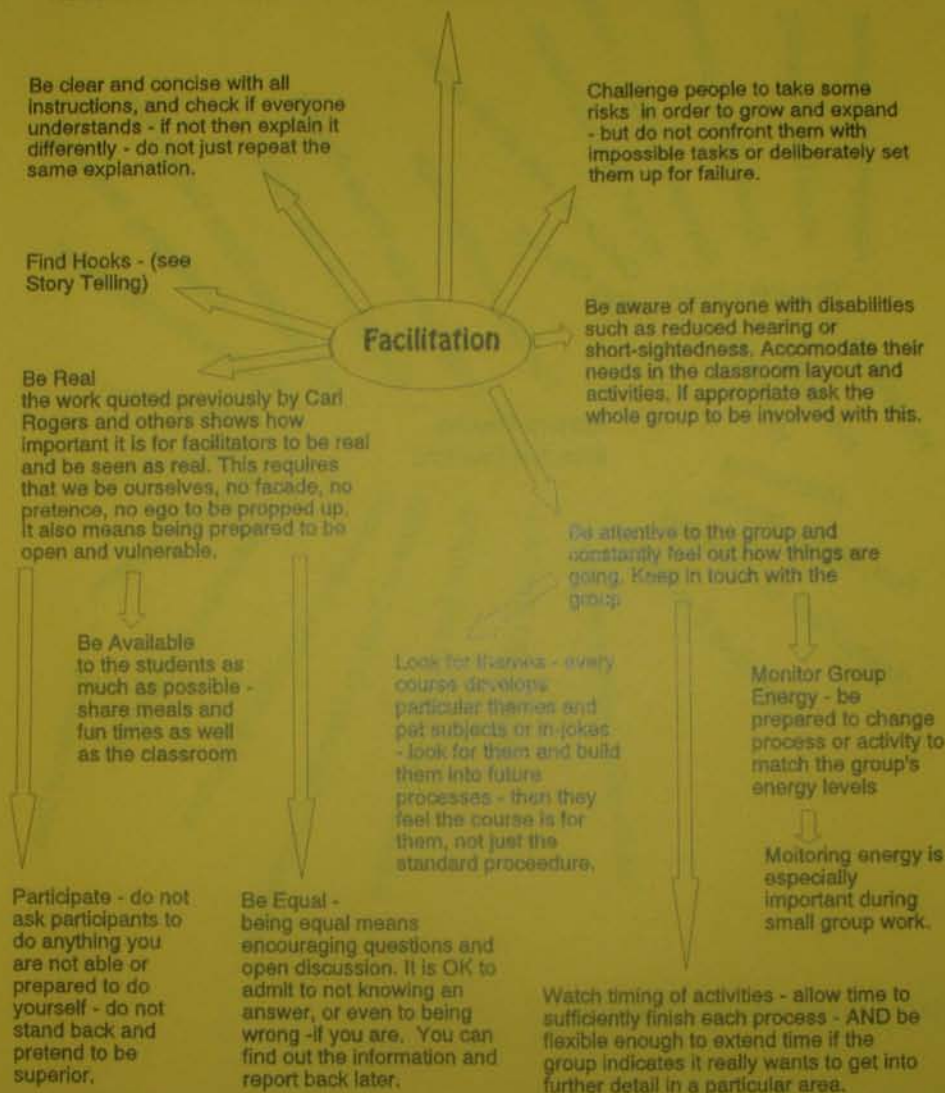 Be clear and concise with all
instructions, and check if everyone
understands - if not then explain it
differently - do not just repeat the
same explanation.
Challenge people to take some
risks in order to grow and expand
- but do not confront them with
impossible tasks or deliberately set
them up for failure.
Find Hooks - (see
Story Telling)
Facilitation
Be aware of anyone with disabilities
such as reduced hearing or
short-sightedness. Accomodate their
needs in the classroom layout and
activities. If appropriate ask the
whole group to be involved with this.
Be Real
the work quoted previously by Carl
Rogers and others shows how
important it is for facilitators to be real
and be seen as real. This requires
that we be ourselves, no facade, no
pretence, no ego to be propped up.
It also means being prepared to be
open and vulnerable.
Be attentive to the group and
constantly feel out how things are
going. Keep in touch with the
group
Be Available
to the students as
much as possible -
share meals and
fun times as well
as the classroom
Look for themes - every
course develops
particular themes and
pet subjects or in-jokes
- look for them and build
them into future
processes - then they
feel the course is for
them, not just the
standard proceedure.
Monitor Group
Energy - be
prepared to change
process or activity to
match the group's
energy levels
Moitoring energy is
especially
important during
small group work.
Participate - do not
ask participants to
do anything you
are not able or
prepared to do
yourself - do not
stand back and
pretend to be
superior.
Be Equal -
being equal means
encouraging questions and
open discussion. It is OK to
admit to not knowing an
answer, or even to being
wrong -if you are. You can
find out the information and
report back later.
Watch timing of activities - allow time to
sufficiently finish each process - AND be
flexible enough to extend time if the
group indicates it really wants to get into
further detail in a particular area.